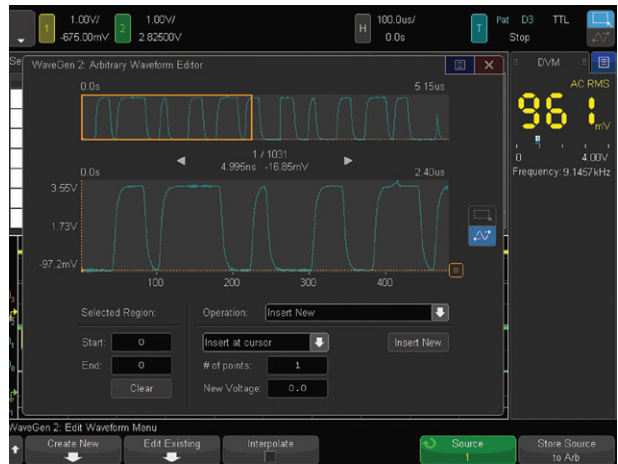 1 1.00V/ -675.00mV 2 1.00V/ 2.82500V H 100.0us/ 0.0s T Pat D3 TTL Stop
WaveGen 2: Arbitrary Waveform Editor
DVM
AC RMS
961 mV
0 4.00V
Frequency: 9.1457kHz
0.0s 5.15us
1 / 1031
4.995ns -16.85mV
0.0s 2.40us
3.55V
1.73V
-97.2mV
100 200 300 400
Selected Region:
Operation: Insert New
Start: 0
Insert at cursor
Insert New
End: 0
# of points: 1
Clear
New Voltage: 0.0
WaveGen 2: Edit Waveform Menu
Create New
Edit Existing
Interpolate
Source
1
Store Source
to Arb